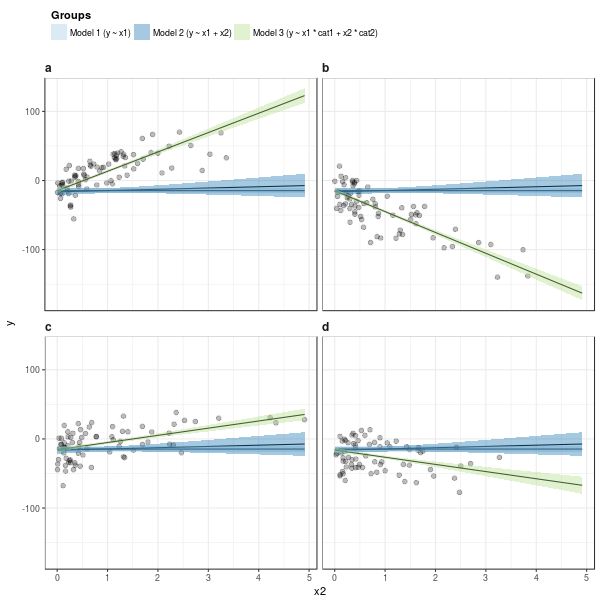 Groups
Model 1 (y ~ x1) Model 2 (y ~ x1 + x2) Model 3 (y ~ x1 * cat1 + x2 * cat2)
a b
100
0
-100
c d
100
0
-100
y
0 1 2 3 4 5 0 1 2 3 4 5
x2